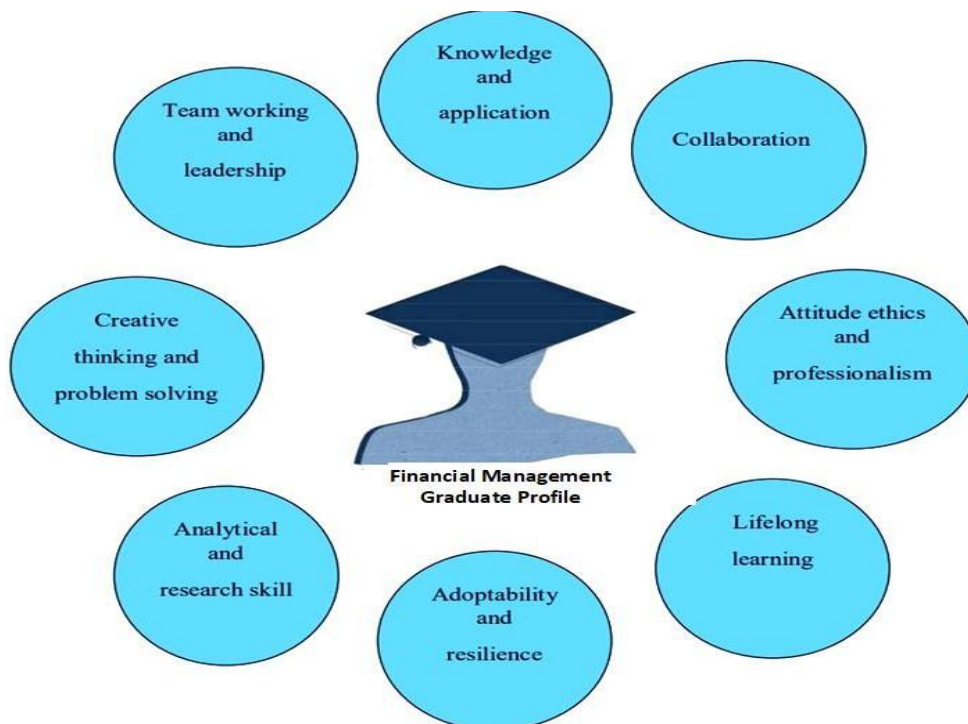 Knowledge
and
application
Collaboration
Attitude ethics
and
professionalism
Lifelong
learning
Adoptability
and
resilience
Analytical
and
research skill
Creative
thinking and
problem solving
Team working
and
leadership
Financial Management
Graduate Profile